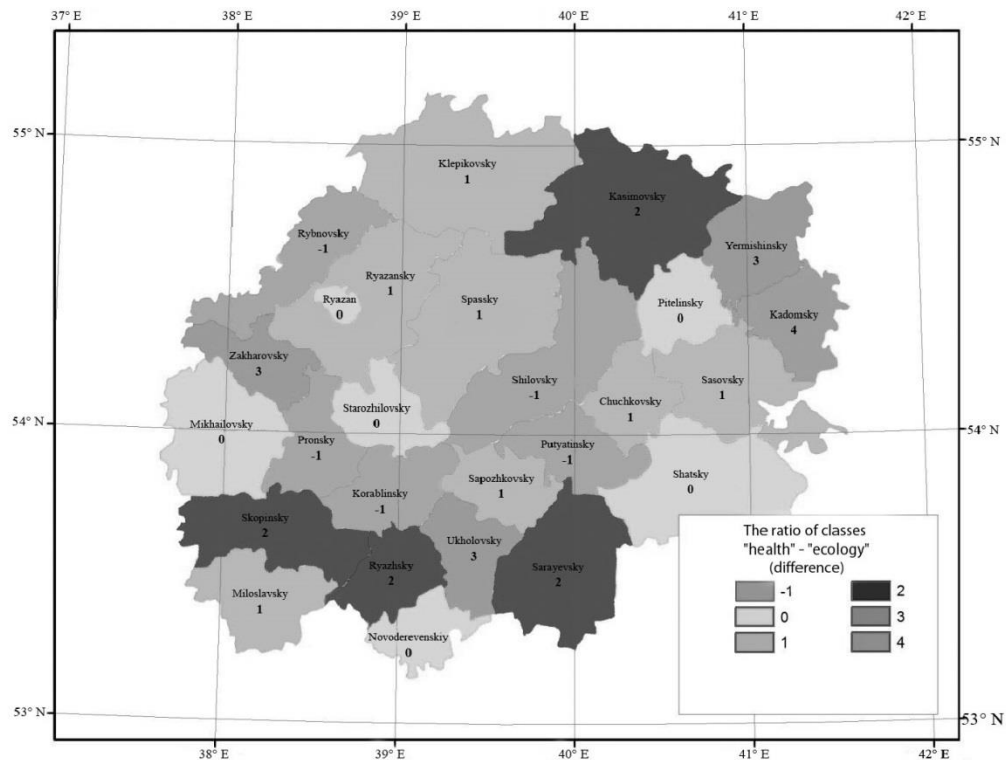 37° E
38° E
39° E
40° E
41° E
42° E
55° N
55° N
Klepikovsky
1
Kasimovsky
2
Rybnovsky
-1
Yermishinsky
3
Ryazansky
1
Ryazan
0
Spassky
1
Pitelinsky
0
Kadomsky
4
Zakharovsky
3
Shilovsky
-1
Sasovsky
1
Chuchkovsky
1
Starozhilovsky
0
Mikhailovsky
0
54° N
54° N
Pronsky
-1
Putyatinsky
-1
Sapozhkovsky
1
Shatsky
0
Korablinsky
-1
Skopinsky
2
Ukholovsky
3
Ryazhsky
2
Sarayevsky
2
Miloslavsky
1
Novoderevenskiy
0
The ratio of classes
"health" - "ecology"
(difference)
-1
2
0
3
1
4
53° N
53° N
38° E
39° E
40° E
41° E
42° E